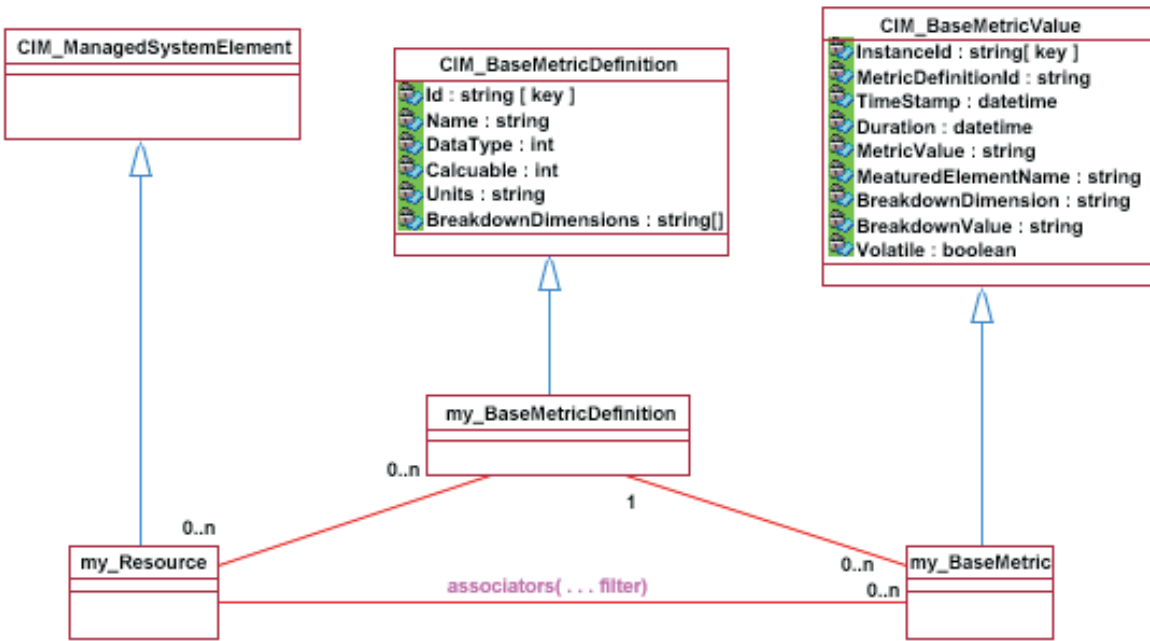 CIM_ManagedSystemElement
CIM_BaseMetricDefinition
Id : string [ key ]
Name : string
DataType : int
Calcuable : int
Units : string
BreakdownDimensions : string[]
CIM_BaseMetricValue
InstanceId : string[ key ]
MetricDefinitionId : string
TimeStamp : datetime
Duration : datetime
MetricValue : string
MeaturedElementName : string
BreakdownDimension : string
BreakdownValue : string
Volatile : boolean
my_BaseMetricDefinition
0..n
1
0..n
my_Resource
0..n
my_BaseMetric
associators( . . . filter)
0..n